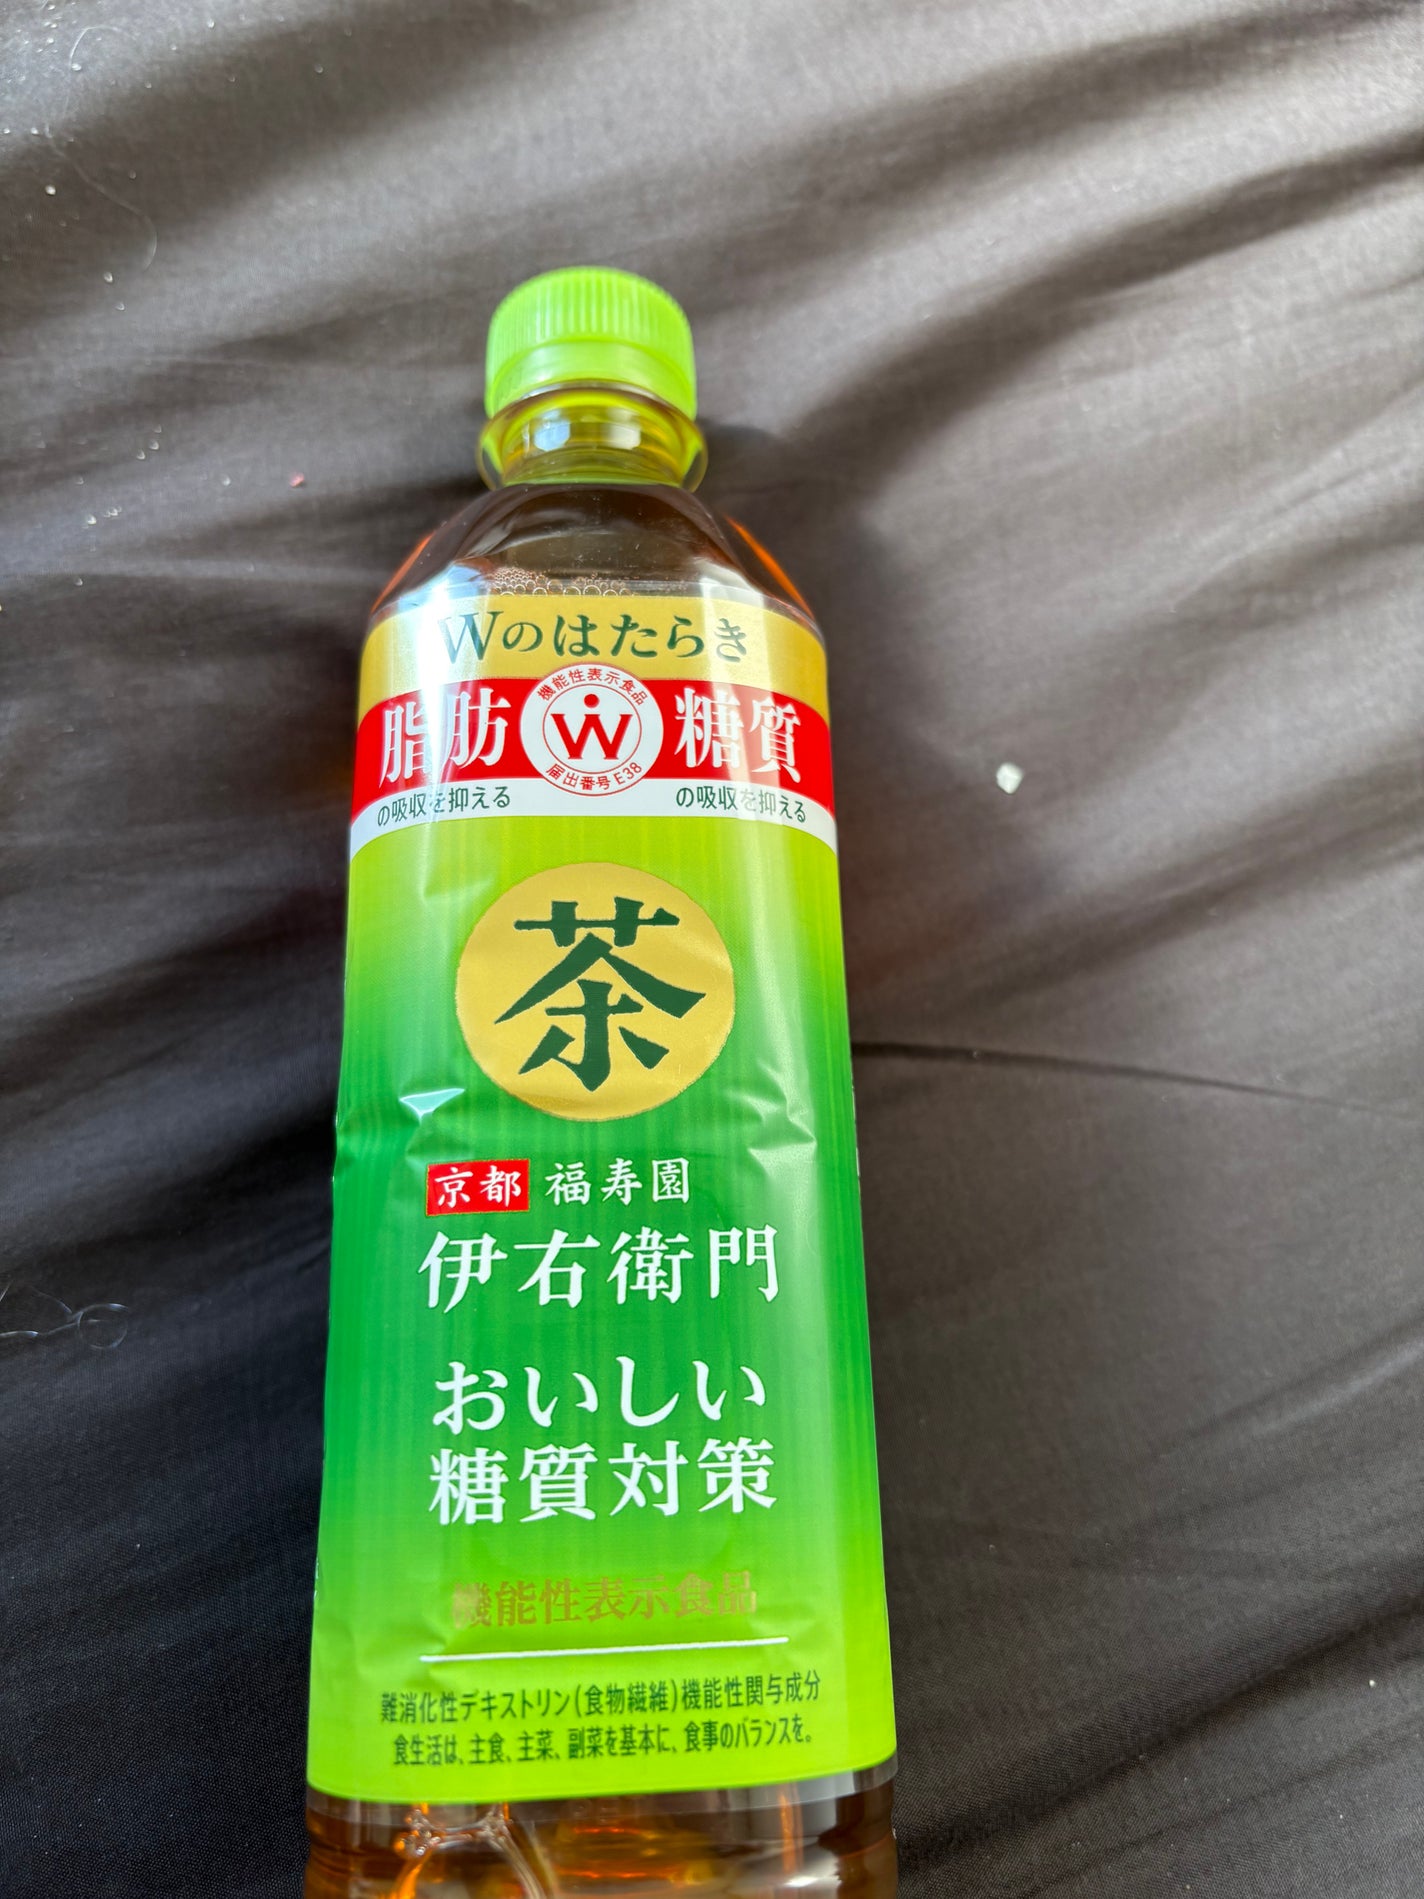 Wのはたらき
機能性表示食品
脂肪 W 糖質
届出番号 E38
の吸収を抑える の吸収を抑える
茶
京都 福寿園
伊右衛門
おいしい
糖質対策
機能性表示食品
難消化性デキストリン(食物繊維)機能性関与成分
食生活は、主食、主菜、副菜を基本に、食事のバランスを。